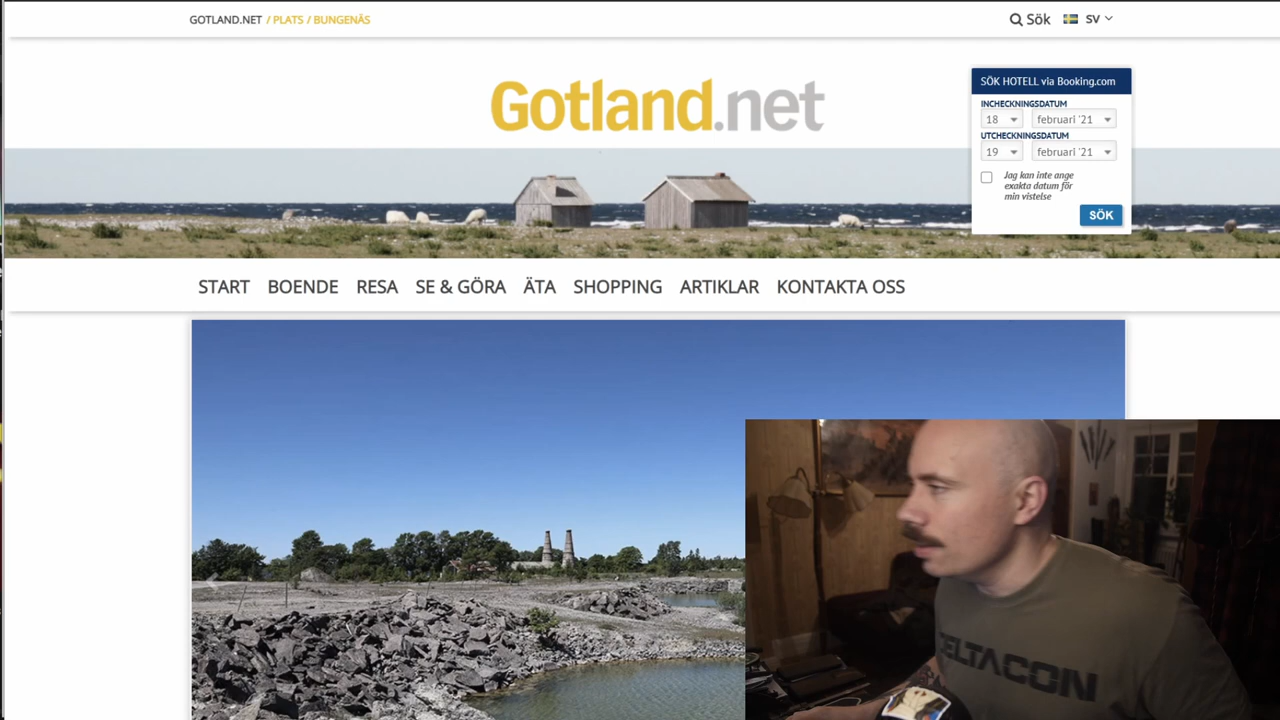 GOTLAND.NET / PLATS / BUNGENÄS
Sök
SV
Gotland.net
SÖK HOTELL via Booking.com
INCHECKNINGSDATUM
18 februari '21
UTCHECKNINGSDATUM
19 februari '21
Jag kan inte ange
exakta datum för
min vistelse
SÖK
START BOENDE RESA SE & GÖRA ÄTA SHOPPING ARTIKLAR KONTAKTA OSS
DELTACON